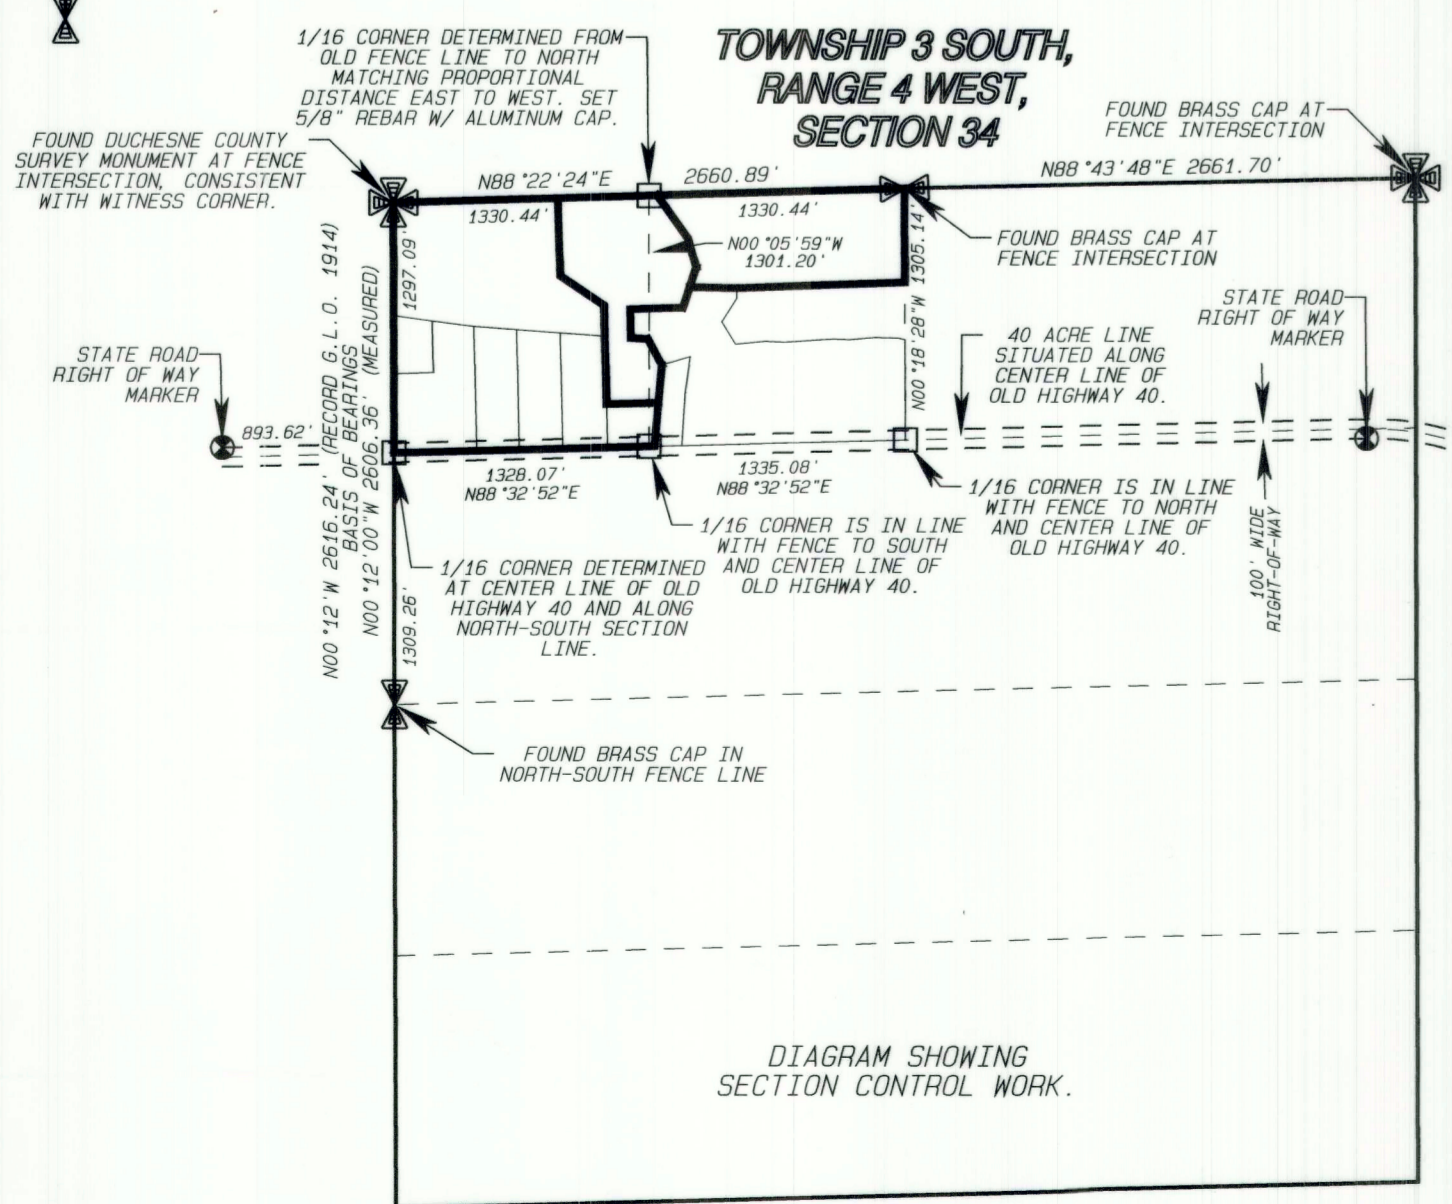 1/16 CORNER DETERMINED FROM
OLD FENCE LINE TO NORTH
MATCHING PROPORTIONAL
DISTANCE EAST TO WEST. SET
5/8" REBAR W/ ALUMINUM CAP.
TOWNSHIP 3 SOUTH,
RANGE 4 WEST,
SECTION 34
FOUND BRASS CAP AT
FENCE INTERSECTION
FOUND DUCHESNE COUNTY
SURVEY MONUMENT AT FENCE
INTERSECTION, CONSISTENT
WITH WITNESS CORNER.
N88°22'24"E
2660.89'
N88°43'48"E 2661.70'
1330.44'
1330.44'
N00°05'59"W
1301.20'
FOUND BRASS CAP AT
FENCE INTERSECTION
1297.09'
N00°18'28"W 1305.14'
STATE ROAD
RIGHT OF WAY
MARKER
40 ACRE LINE
SITUATED ALONG
CENTER LINE OF
OLD HIGHWAY 40.
STATE ROAD
RIGHT OF WAY
MARKER
893.62'
N00°12'W 2616.24' (RECORD G.L.O. 1914)
BASIS OF BEARINGS
N00°12'00"W 2606.36' (MEASURED)
1328.07'
N88°32'52"E
1335.08'
N88°32'52"E
1/16 CORNER IS IN LINE
WITH FENCE TO NORTH
AND CENTER LINE OF
OLD HIGHWAY 40.
1/16 CORNER IS IN LINE
WITH FENCE TO SOUTH
AND CENTER LINE OF
OLD HIGHWAY 40.
100' WIDE
RIGHT-OF-WAY
1/16 CORNER DETERMINED
AT CENTER LINE OF OLD
HIGHWAY 40 AND ALONG
NORTH-SOUTH SECTION
LINE.
1309.26'
FOUND BRASS CAP IN
NORTH-SOUTH FENCE LINE
DIAGRAM SHOWING
SECTION CONTROL WORK.